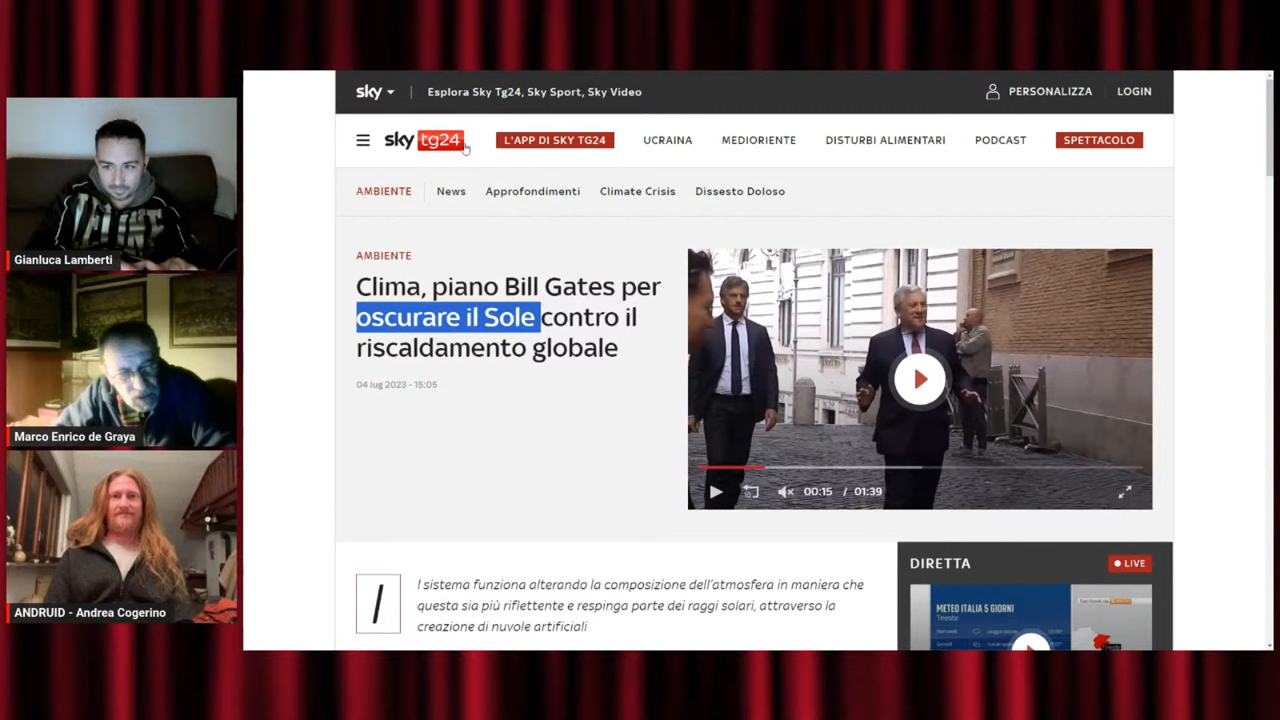 sky
Esplora Sky Tg24, Sky Sport, Sky Video
PERSONALIZZA
LOGIN
sky tg24
L'APP DI SKY TG24
UCRAINA
MEDIORIENTE
DISTURBI ALIMENTARI
PODCAST
SPETTACOLO
AMBIENTE
News
Approfondimenti
Climate Crisis
Dissesto Doloso
Gianluca Lamberti
Marco Enrico de Graya
ANDRUID - Andrea Cogerino
AMBIENTE
Clima, piano Bill Gates per
oscurare il Sole contro il
riscaldamento globale
04 lug 2023 - 15:05
10
00:15 / 01:39
I
l sistema funziona alterando la composizione dell'atmosfera in maniera che
questa sia più riflettente e respinga parte dei raggi solari, attraverso la
creazione di nuvole artificiali
DIRETTA
LIVE
METEO ITALIA 5 GIORNI
Trieste